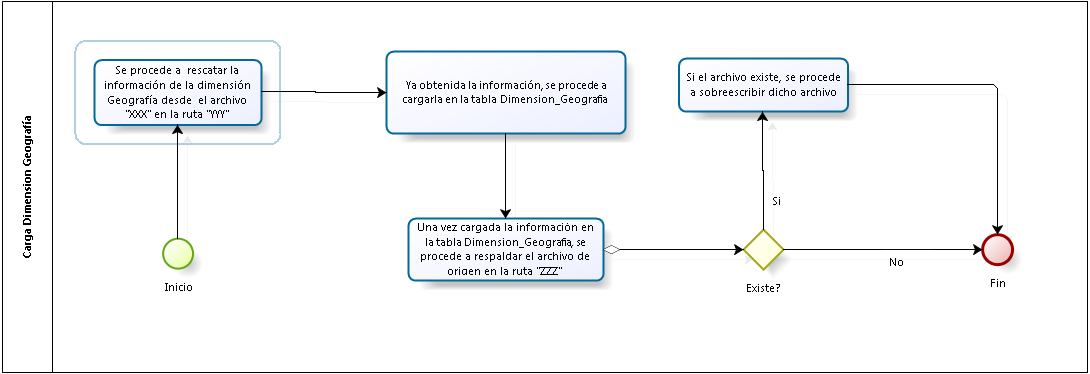 Carga Dimension Geografía
Se procede a rescatar la
información de la dimensión
Geografía desde el archivo
"XXX" en la ruta "YYY"
Ya obtenida la información, se procede a
cargarla en la tabla Dimension_Geografia
Si el archivo existe, se procede
a sobreescribir dicho archivo
Una vez cargada la información en
la tabla Dimension_Geografia, se
procede a respaldar el archivo de
origen en la ruta "ZZZ"
Si
No
Inicio
Existe?
Fin